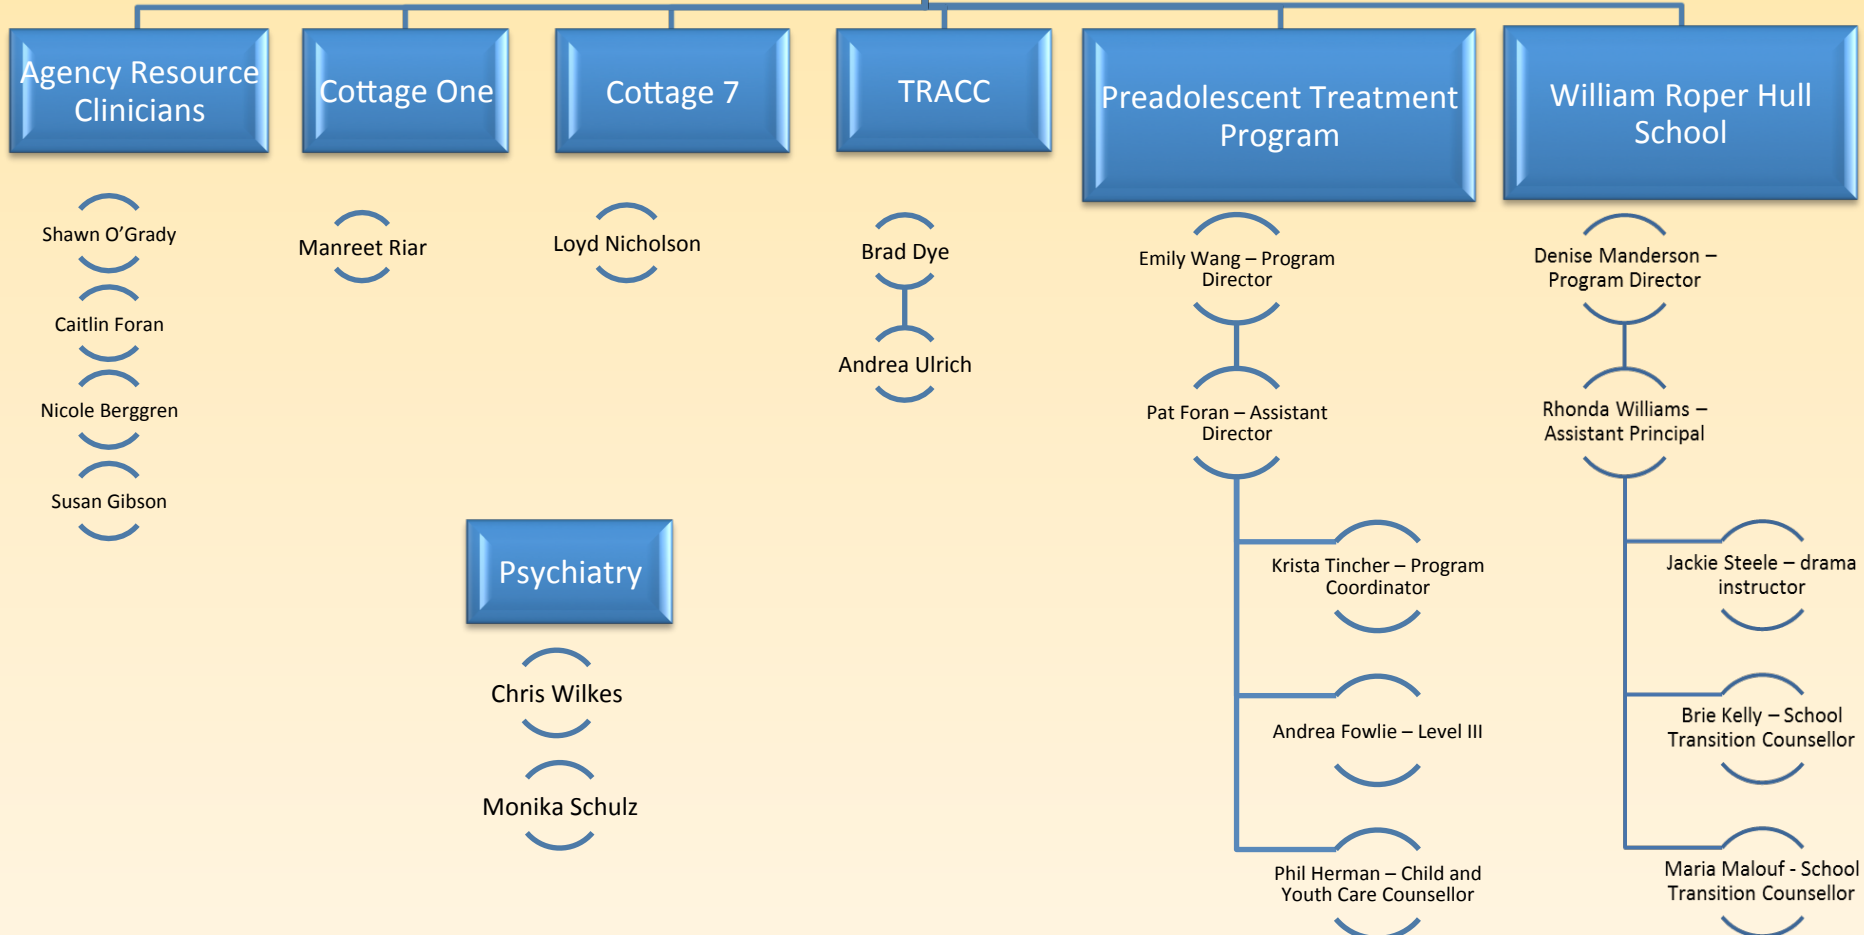 Agency Resource
Clinicians
Shawn O’Grady
Caitlin Foran
Nicole Berggren
Susan Gibson
Cottage One
Manreet Riar
Cottage 7
Loyd Nicholson
TRACC
Brad Dye
Andrea Ulrich
Psychiatry
Chris Wilkes
Monika Schulz
Preadolescent Treatment
Program
Emily Wang – Program
Director
Pat Foran – Assistant
Director
Krista Tincher – Program
Coordinator
Andrea Fowlie – Level III
Phil Herman – Child and
Youth Care Counsellor
William Roper Hull
School
Denise Manderson –
Program Director
Rhonda Williams –
Assistant Principal
Jackie Steele – drama
instructor
Brie Kelly – School
Transition Counsellor
Maria Malouf - School
Transition Counsellor